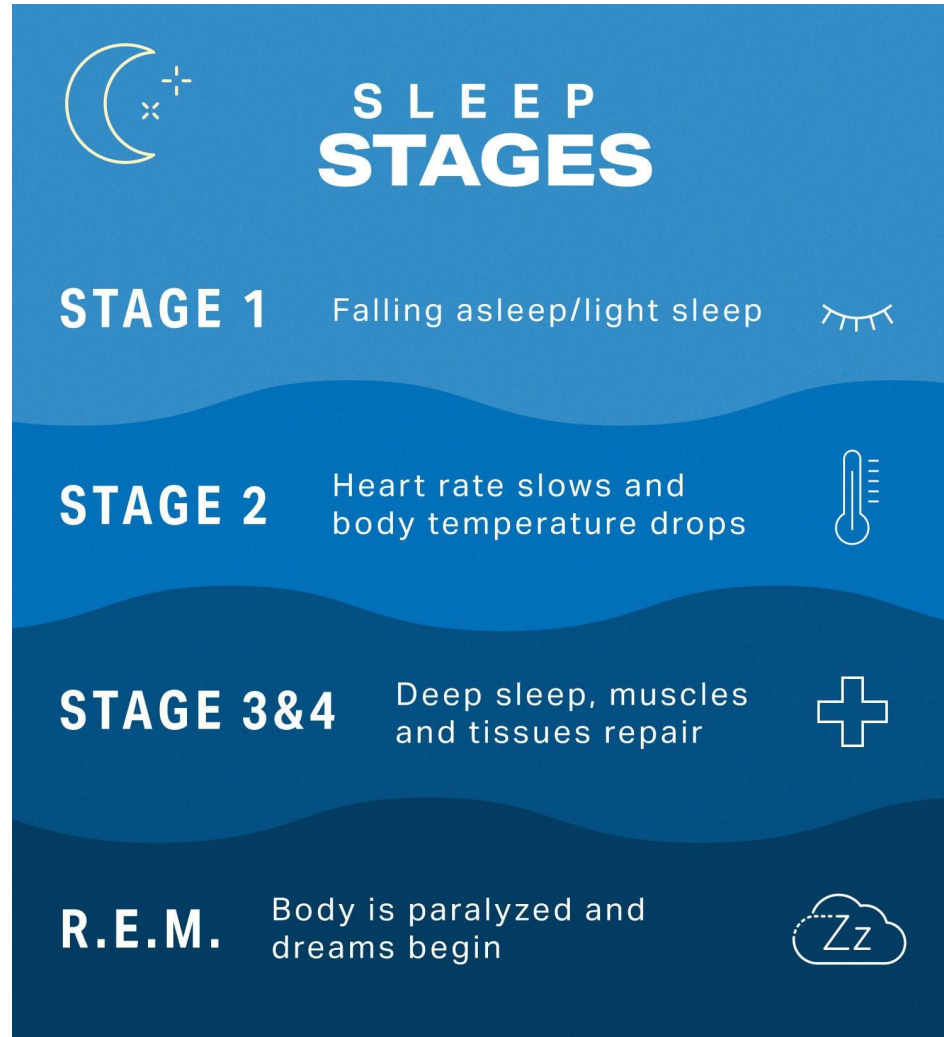 SLEEP
STAGES
STAGE 1
Falling asleep/light sleep
STAGE 2
Heart rate slows and
body temperature drops
STAGE 3&4
Deep sleep, muscles
and tissues repair
R.E.M.
Body is paralyzed and
dreams begin
Zz